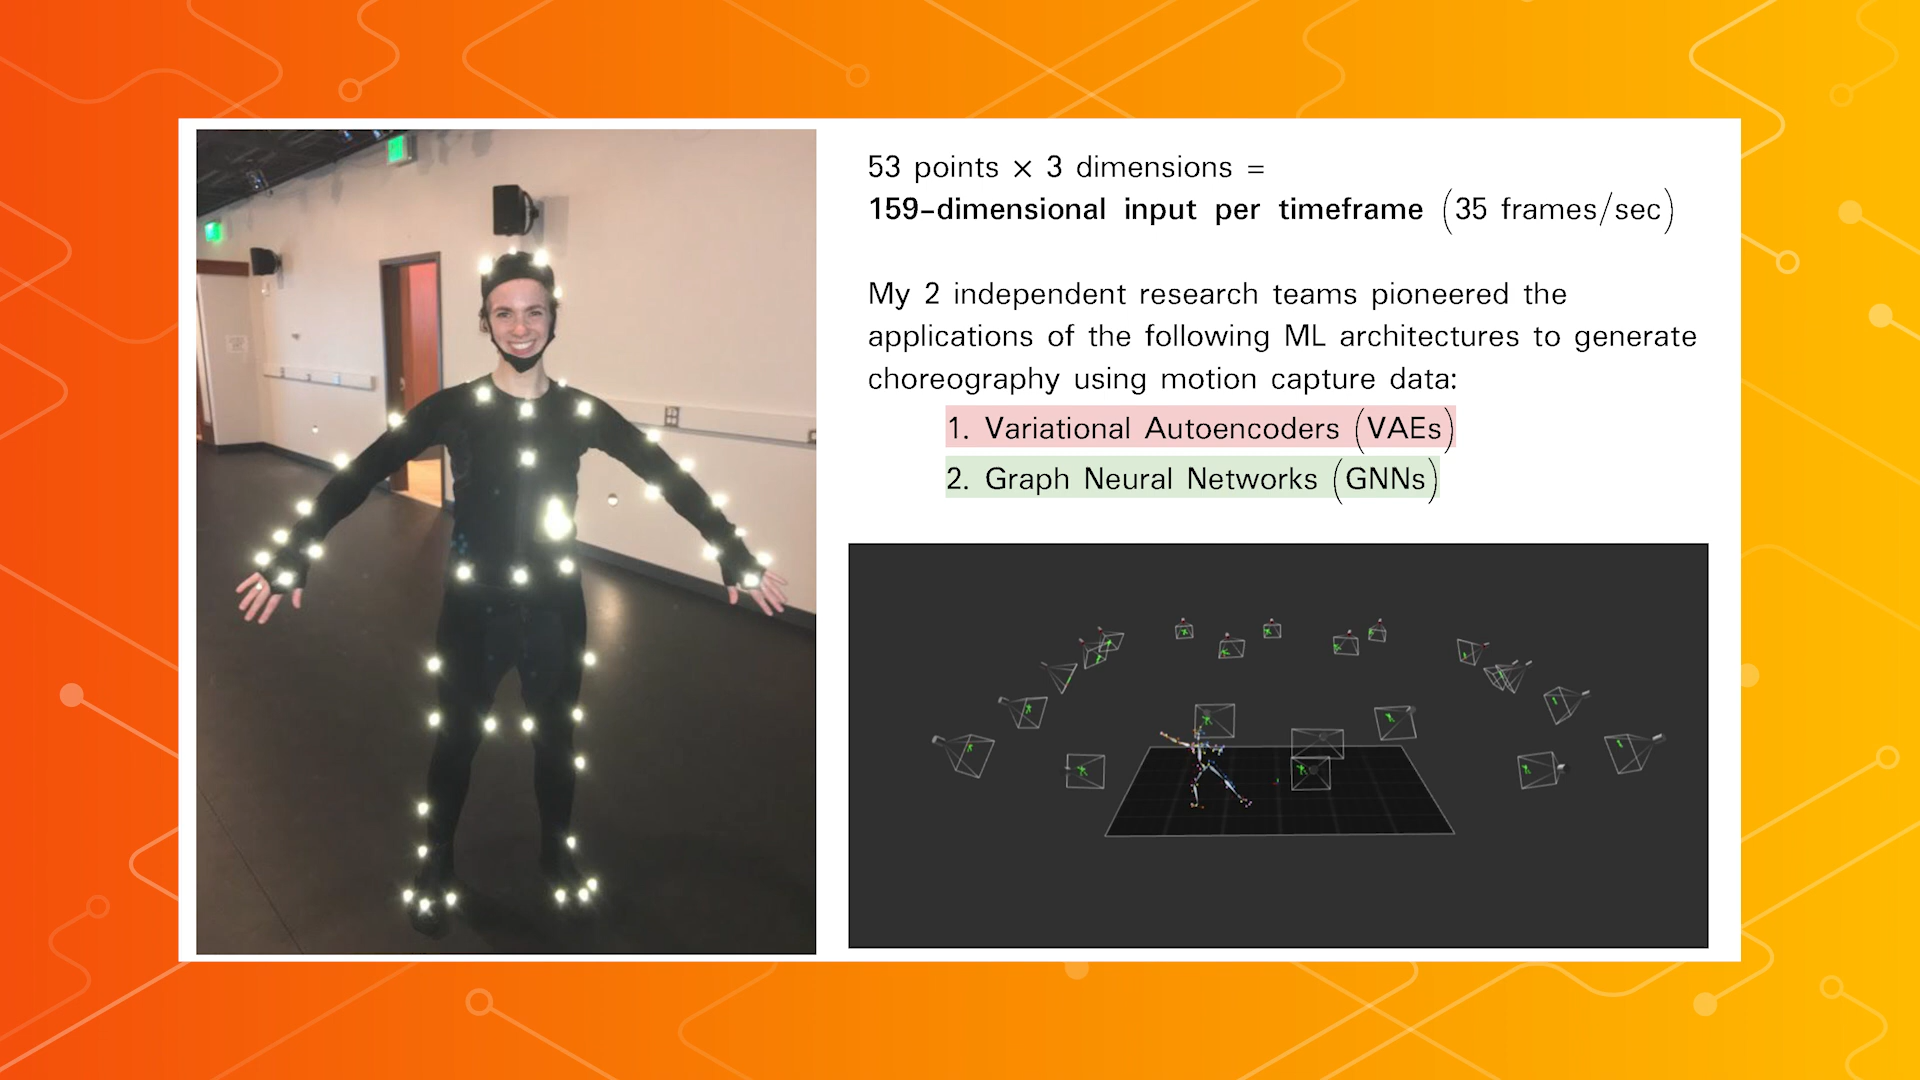 53 points × 3 dimensions =
159-dimensional input per timeframe (35 frames/sec)
My 2 independent research teams pioneered the
applications of the following ML architectures to generate
choreography using motion capture data:
1. Variational Autoencoders (VAEs)
2. Graph Neural Networks (GNNs)